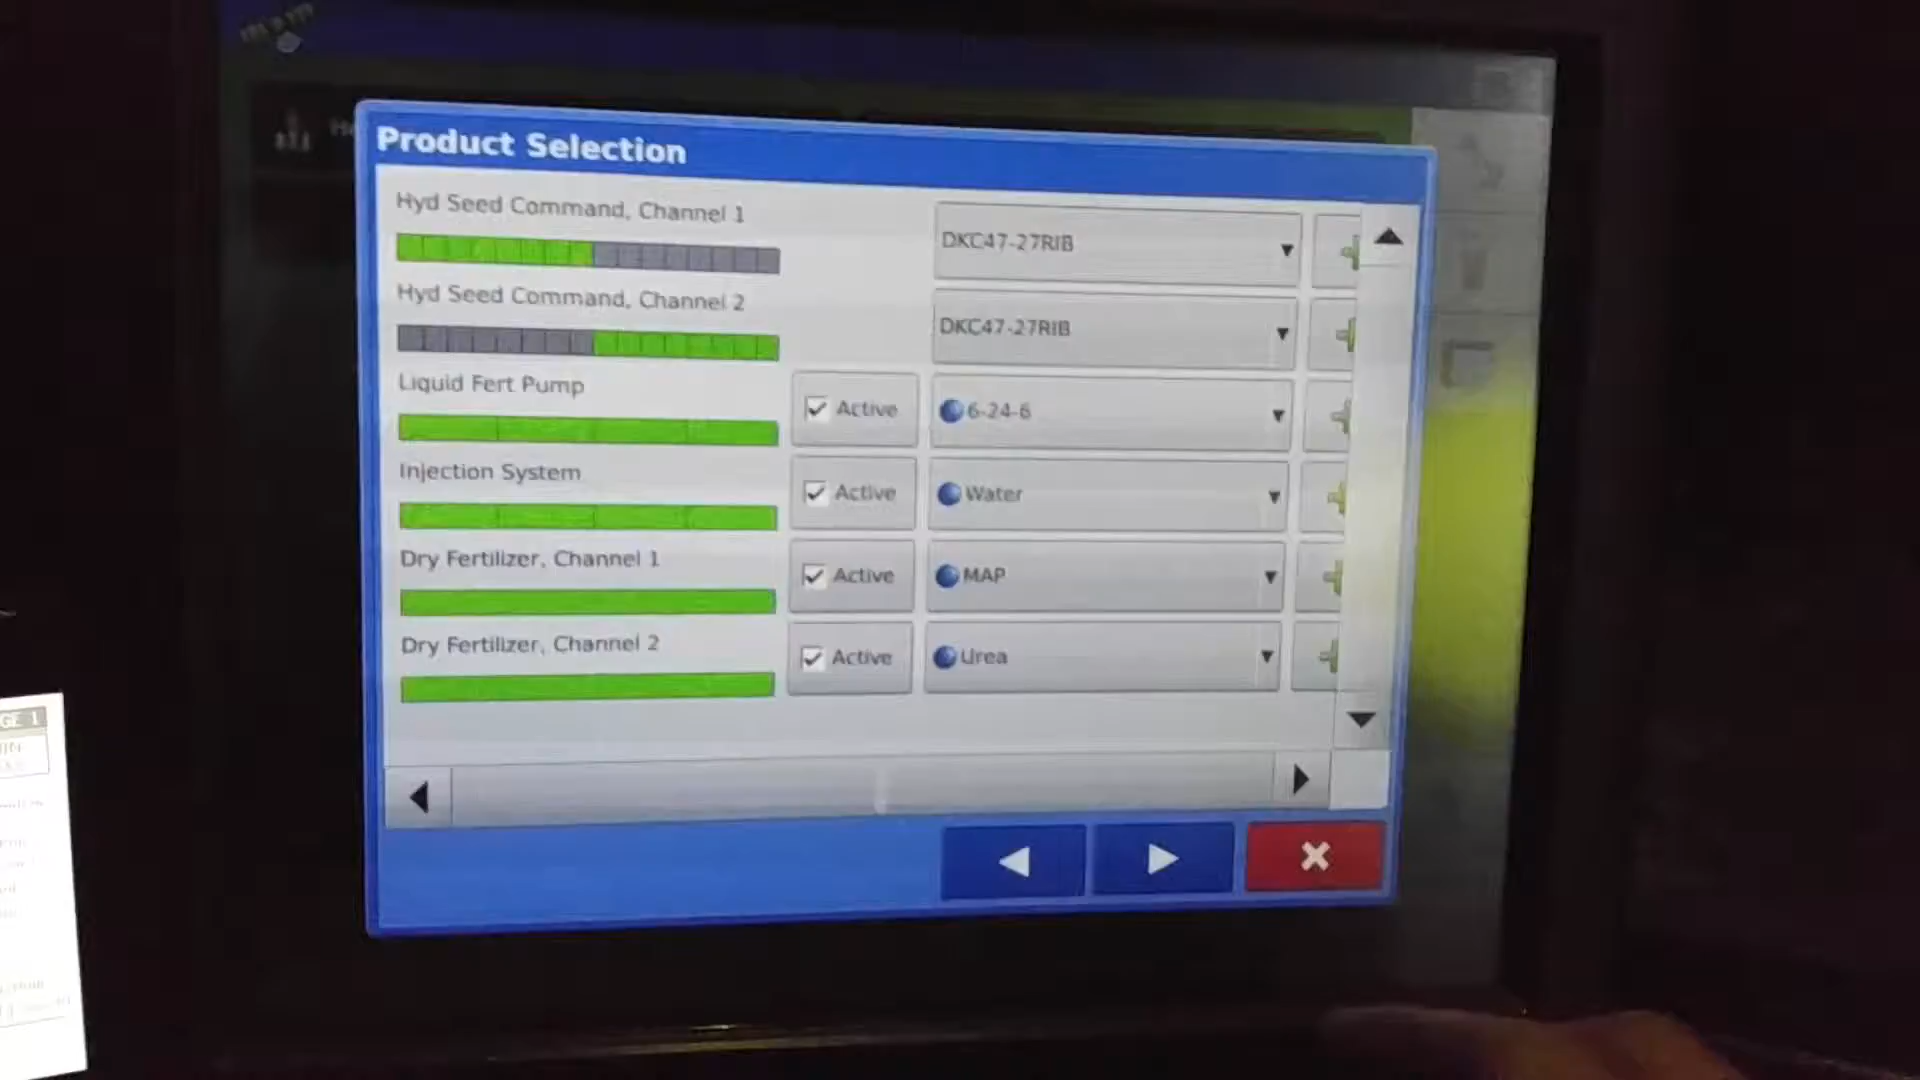 Product Selection
Hyd Seed Command, Channel 1
DKC47-27RIB
Hyd Seed Command, Channel 2
DKC47-27RIB
Liquid Fert Pump
Active
6-24-6
Injection System
Active
Water
Dry Fertilizer, Channel 1
Active
MAP
Dry Fertilizer, Channel 2
Active
Urea
GE 1